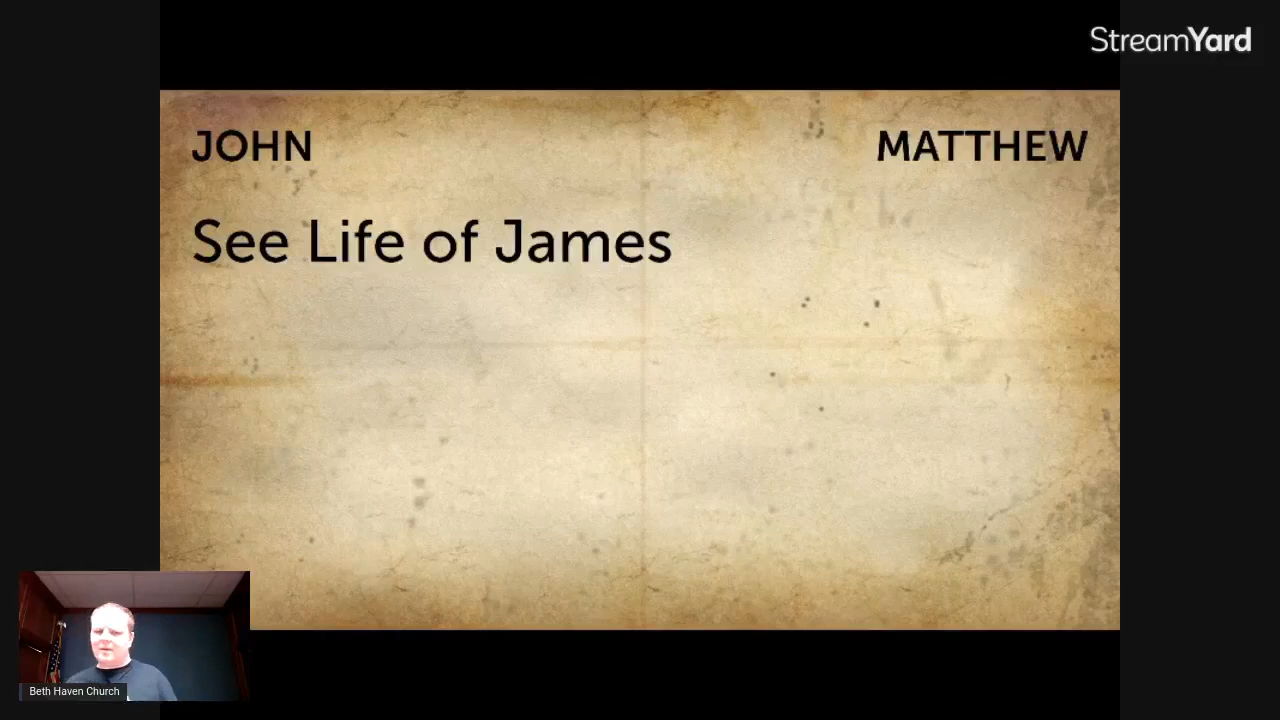 StreamYard
JOHN
MATTHEW
See Life of James
Beth Haven Church